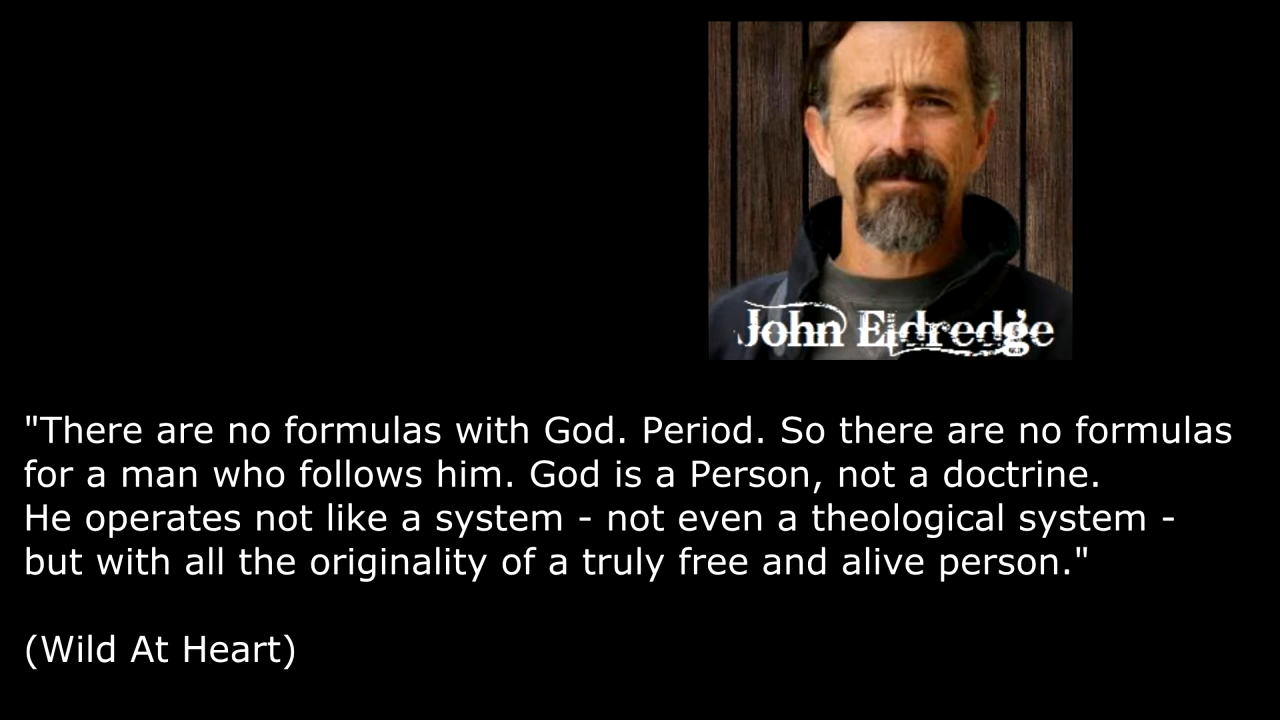 John Eldredge
"There are no formulas with God. Period. So there are no formulas
for a man who follows him. God is a Person, not a doctrine.
He operates not like a system - not even a theological system -
but with all the originality of a truly free and alive person."
(Wild At Heart)